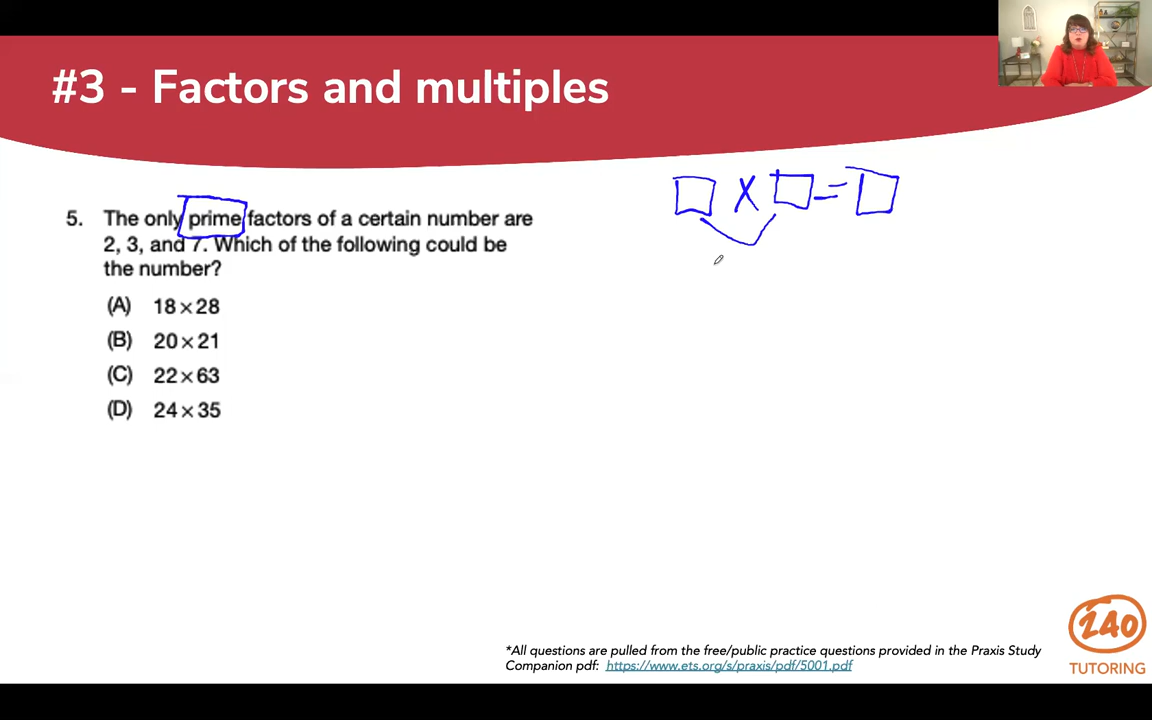 #3 - Factors and multiples
□ × □ = □
5. The only prime factors of a certain number are
2, 3, and 7. Which of the following could be
the number?
(A) 18×28
(B) 20×21
(C) 22×63
(D) 24×35
*All questions are pulled from the free/public practice questions provided in the Praxis Study
Companion pdf: https://www.ets.org/s/praxis/pdf/5001.pdf
240
TUTORING